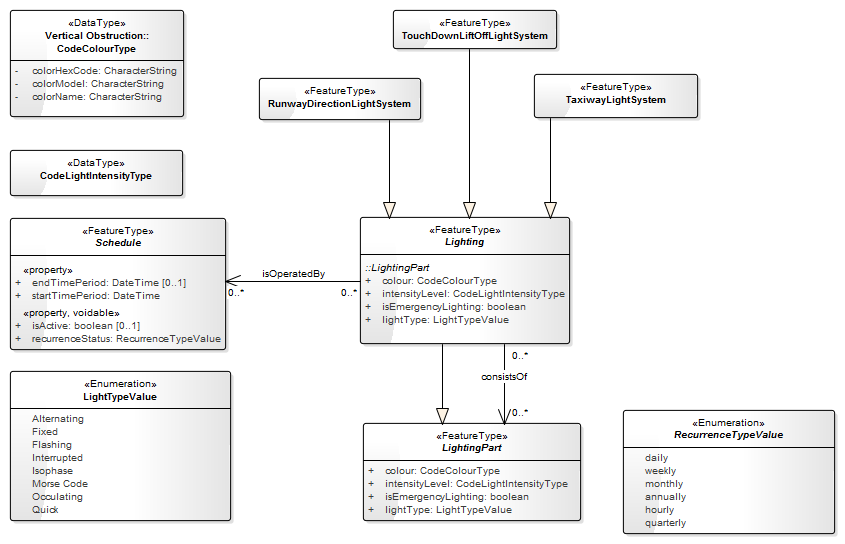 «DataType»
Vertical Obstruction::
CodeColourType
- colorHexCode: CharacterString
- colorModel: CharacterString
- colorName: CharacterString
«FeatureType»
TouchDownLiftOffLightSystem
«FeatureType»
RunwayDirectionLightSystem
«FeatureType»
TaxiwayLightSystem
«DataType»
CodeLightIntensityType
«FeatureType»
Schedule
«property»
+ endTimePeriod: DateTime [0..1]
+ startTimePeriod: DateTime
«property, voidable»
+ isActive: boolean [0..1]
+ recurrenceStatus: RecurrenceTypeValue
isOperatedBy
0..*
0..*
«FeatureType»
Lighting
::LightingPart
+ colour: CodeColourType
+ intensityLevel: CodeLightIntensityType
+ isEmergencyLighting: boolean
+ lightType: LightTypeValue
0..*
consistsOf
0..*
«Enumeration»
LightTypeValue
Alternating
Fixed
Flashing
Interrupted
Isophase
Morse Code
Occulating
Quick
«FeatureType»
LightingPart
+ colour: CodeColourType
+ intensityLevel: CodeLightIntensityType
+ isEmergencyLighting: boolean
+ lightType: LightTypeValue
«Enumeration»
RecurrenceTypeValue
daily
weekly
monthly
annually
hourly
quarterly